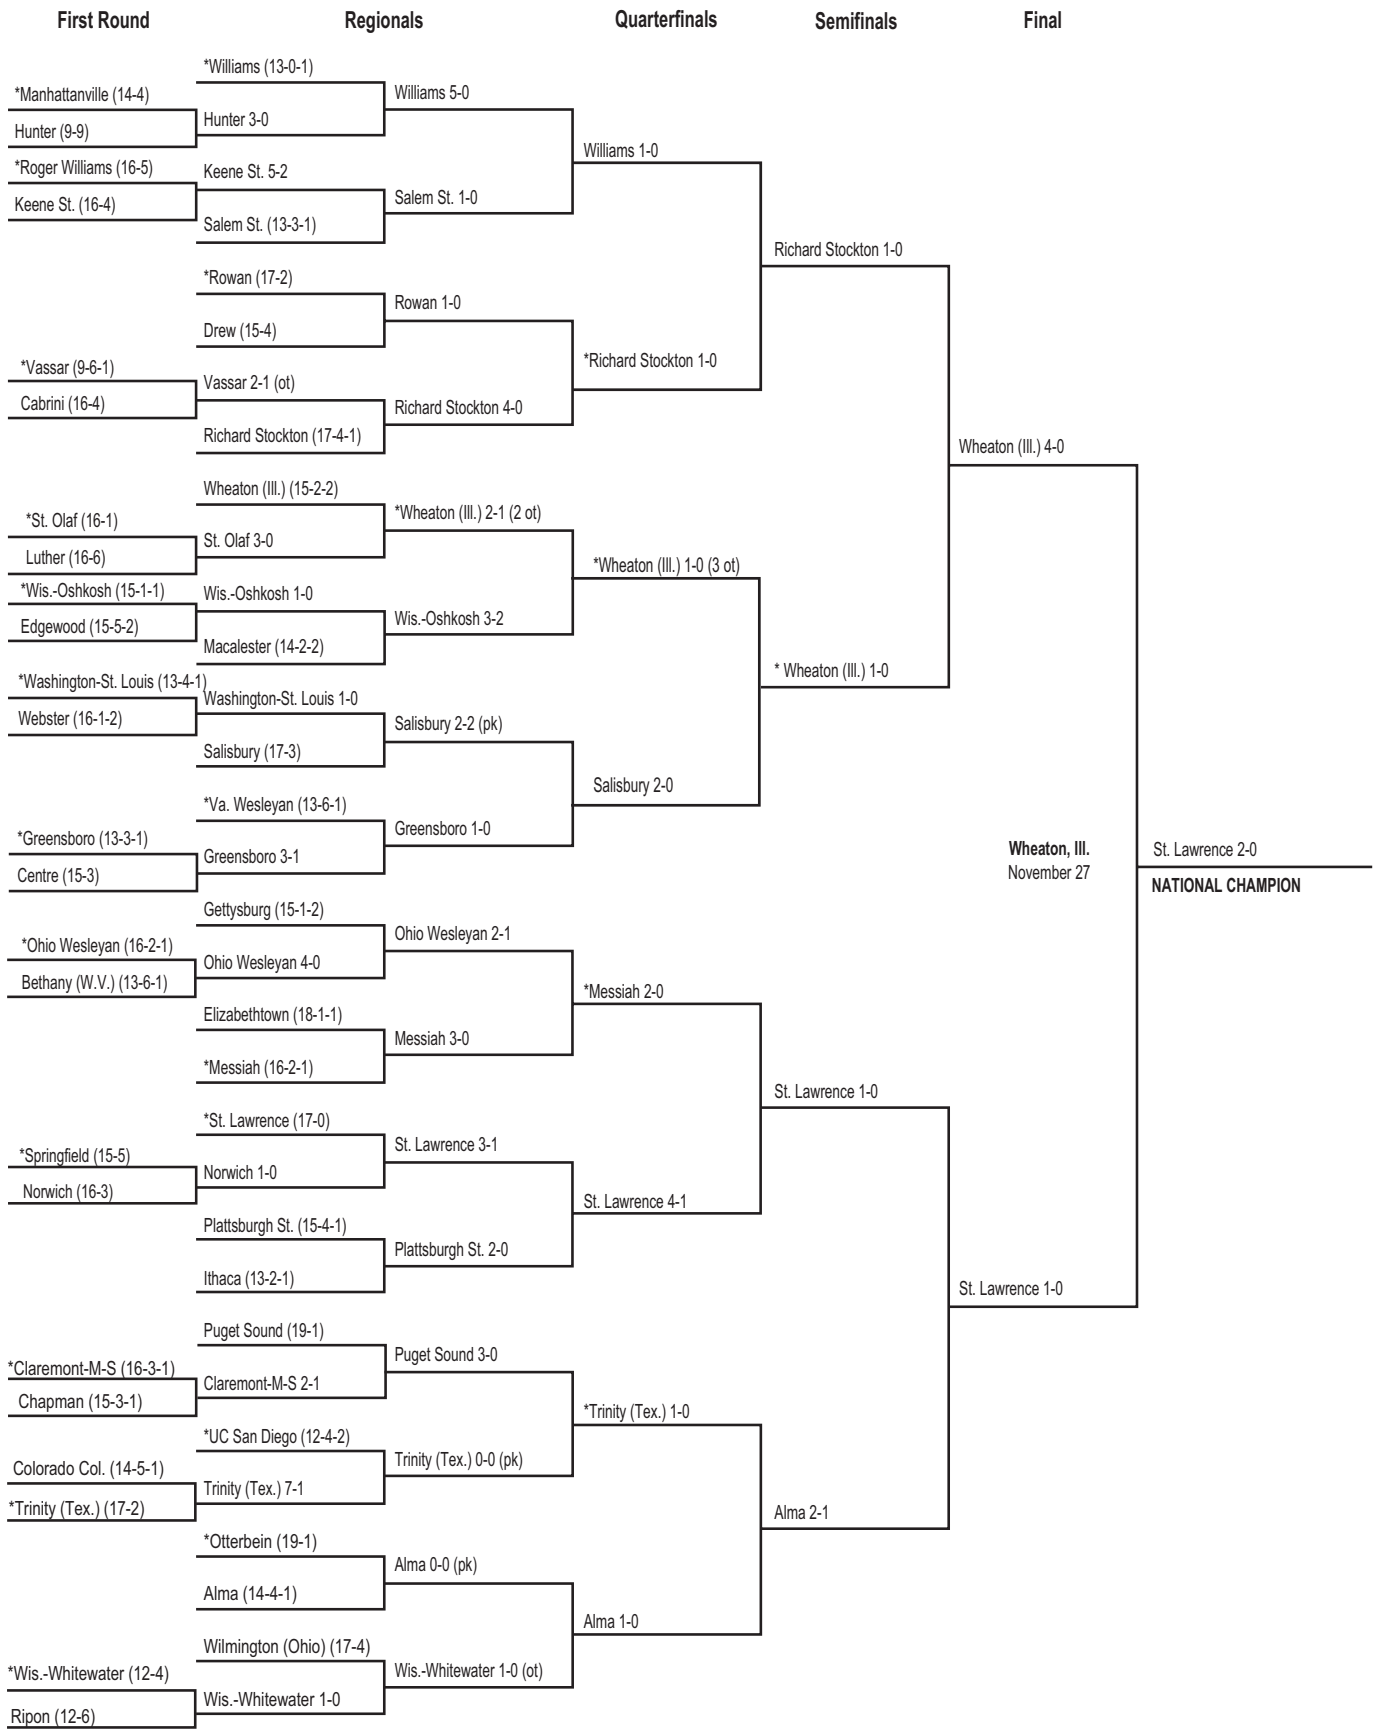 First Round
Regionals
Quarterfinals
Semifinals
Final
*Williams (13-0-1)
*Manhattanville (14-4)
Williams 5-0
Hunter 3-0
Hunter (9-9)
Williams 1-0
*Roger Williams (16-5)
Keene St. 5-2
Keene St. (16-4)
Salem St. 1-0
Salem St. (13-3-1)
Richard Stockton 1-0
*Rowan (17-2)
Rowan 1-0
Drew (15-4)
*Richard Stockton 1-0
*Vassar (9-6-1)
Vassar 2-1 (ot)
Cabrini (16-4)
Richard Stockton 4-0
Richard Stockton (17-4-1)
Wheaton (Ill.) 4-0
Wheaton (Ill.) (15-2-2)
*Wheaton (Ill.) 2-1 (2 ot)
*St. Olaf (16-1)
St. Olaf 3-0
Luther (16-6)
*Wheaton (Ill.) 1-0 (3 ot)
*Wis.-Oshkosh (15-1-1)
Wis.-Oshkosh 1-0
Wis.-Oshkosh 3-2
Edgewood (15-5-2)
Macalester (14-2-2)
* Wheaton (Ill.) 1-0
*Washington-St. Louis (13-4-1)
Washington-St. Louis 1-0
Webster (16-1-2)
Salisbury 2-2 (pk)
Salisbury (17-3)
Salisbury 2-0
*Va. Wesleyan (13-6-1)
Greensboro 1-0
*Greensboro (13-3-1)
Greensboro 3-1
Centre (15-3)
Wheaton, Ill.
November 27
St. Lawrence 2-0
NATIONAL CHAMPION
Gettysburg (15-1-2)
Ohio Wesleyan 2-1
*Ohio Wesleyan (16-2-1)
Ohio Wesleyan 4-0
Bethany (W.V.) (13-6-1)
*Messiah 2-0
Elizabethtown (18-1-1)
Messiah 3-0
*Messiah (16-2-1)
St. Lawrence 1-0
*St. Lawrence (17-0)
St. Lawrence 3-1
*Springfield (15-5)
Norwich 1-0
Norwich (16-3)
St. Lawrence 4-1
Plattsburgh St. (15-4-1)
Plattsburgh St. 2-0
Ithaca (13-2-1)
St. Lawrence 1-0
Puget Sound (19-1)
Puget Sound 3-0
*Claremont-M-S (16-3-1)
Claremont-M-S 2-1
Chapman (15-3-1)
*Trinity (Tex.) 1-0
*UC San Diego (12-4-2)
Trinity (Tex.) 0-0 (pk)
Colorado Col. (14-5-1)
Trinity (Tex.) 7-1
*Trinity (Tex.) (17-2)
Alma 2-1
*Otterbein (19-1)
Alma 0-0 (pk)
Alma (14-4-1)
Alma 1-0
Wilmington (Ohio) (17-4)
Wis.-Whitewater 1-0 (ot)
*Wis.-Whitewater (12-4)
Wis.-Whitewater 1-0
Ripon (12-6)